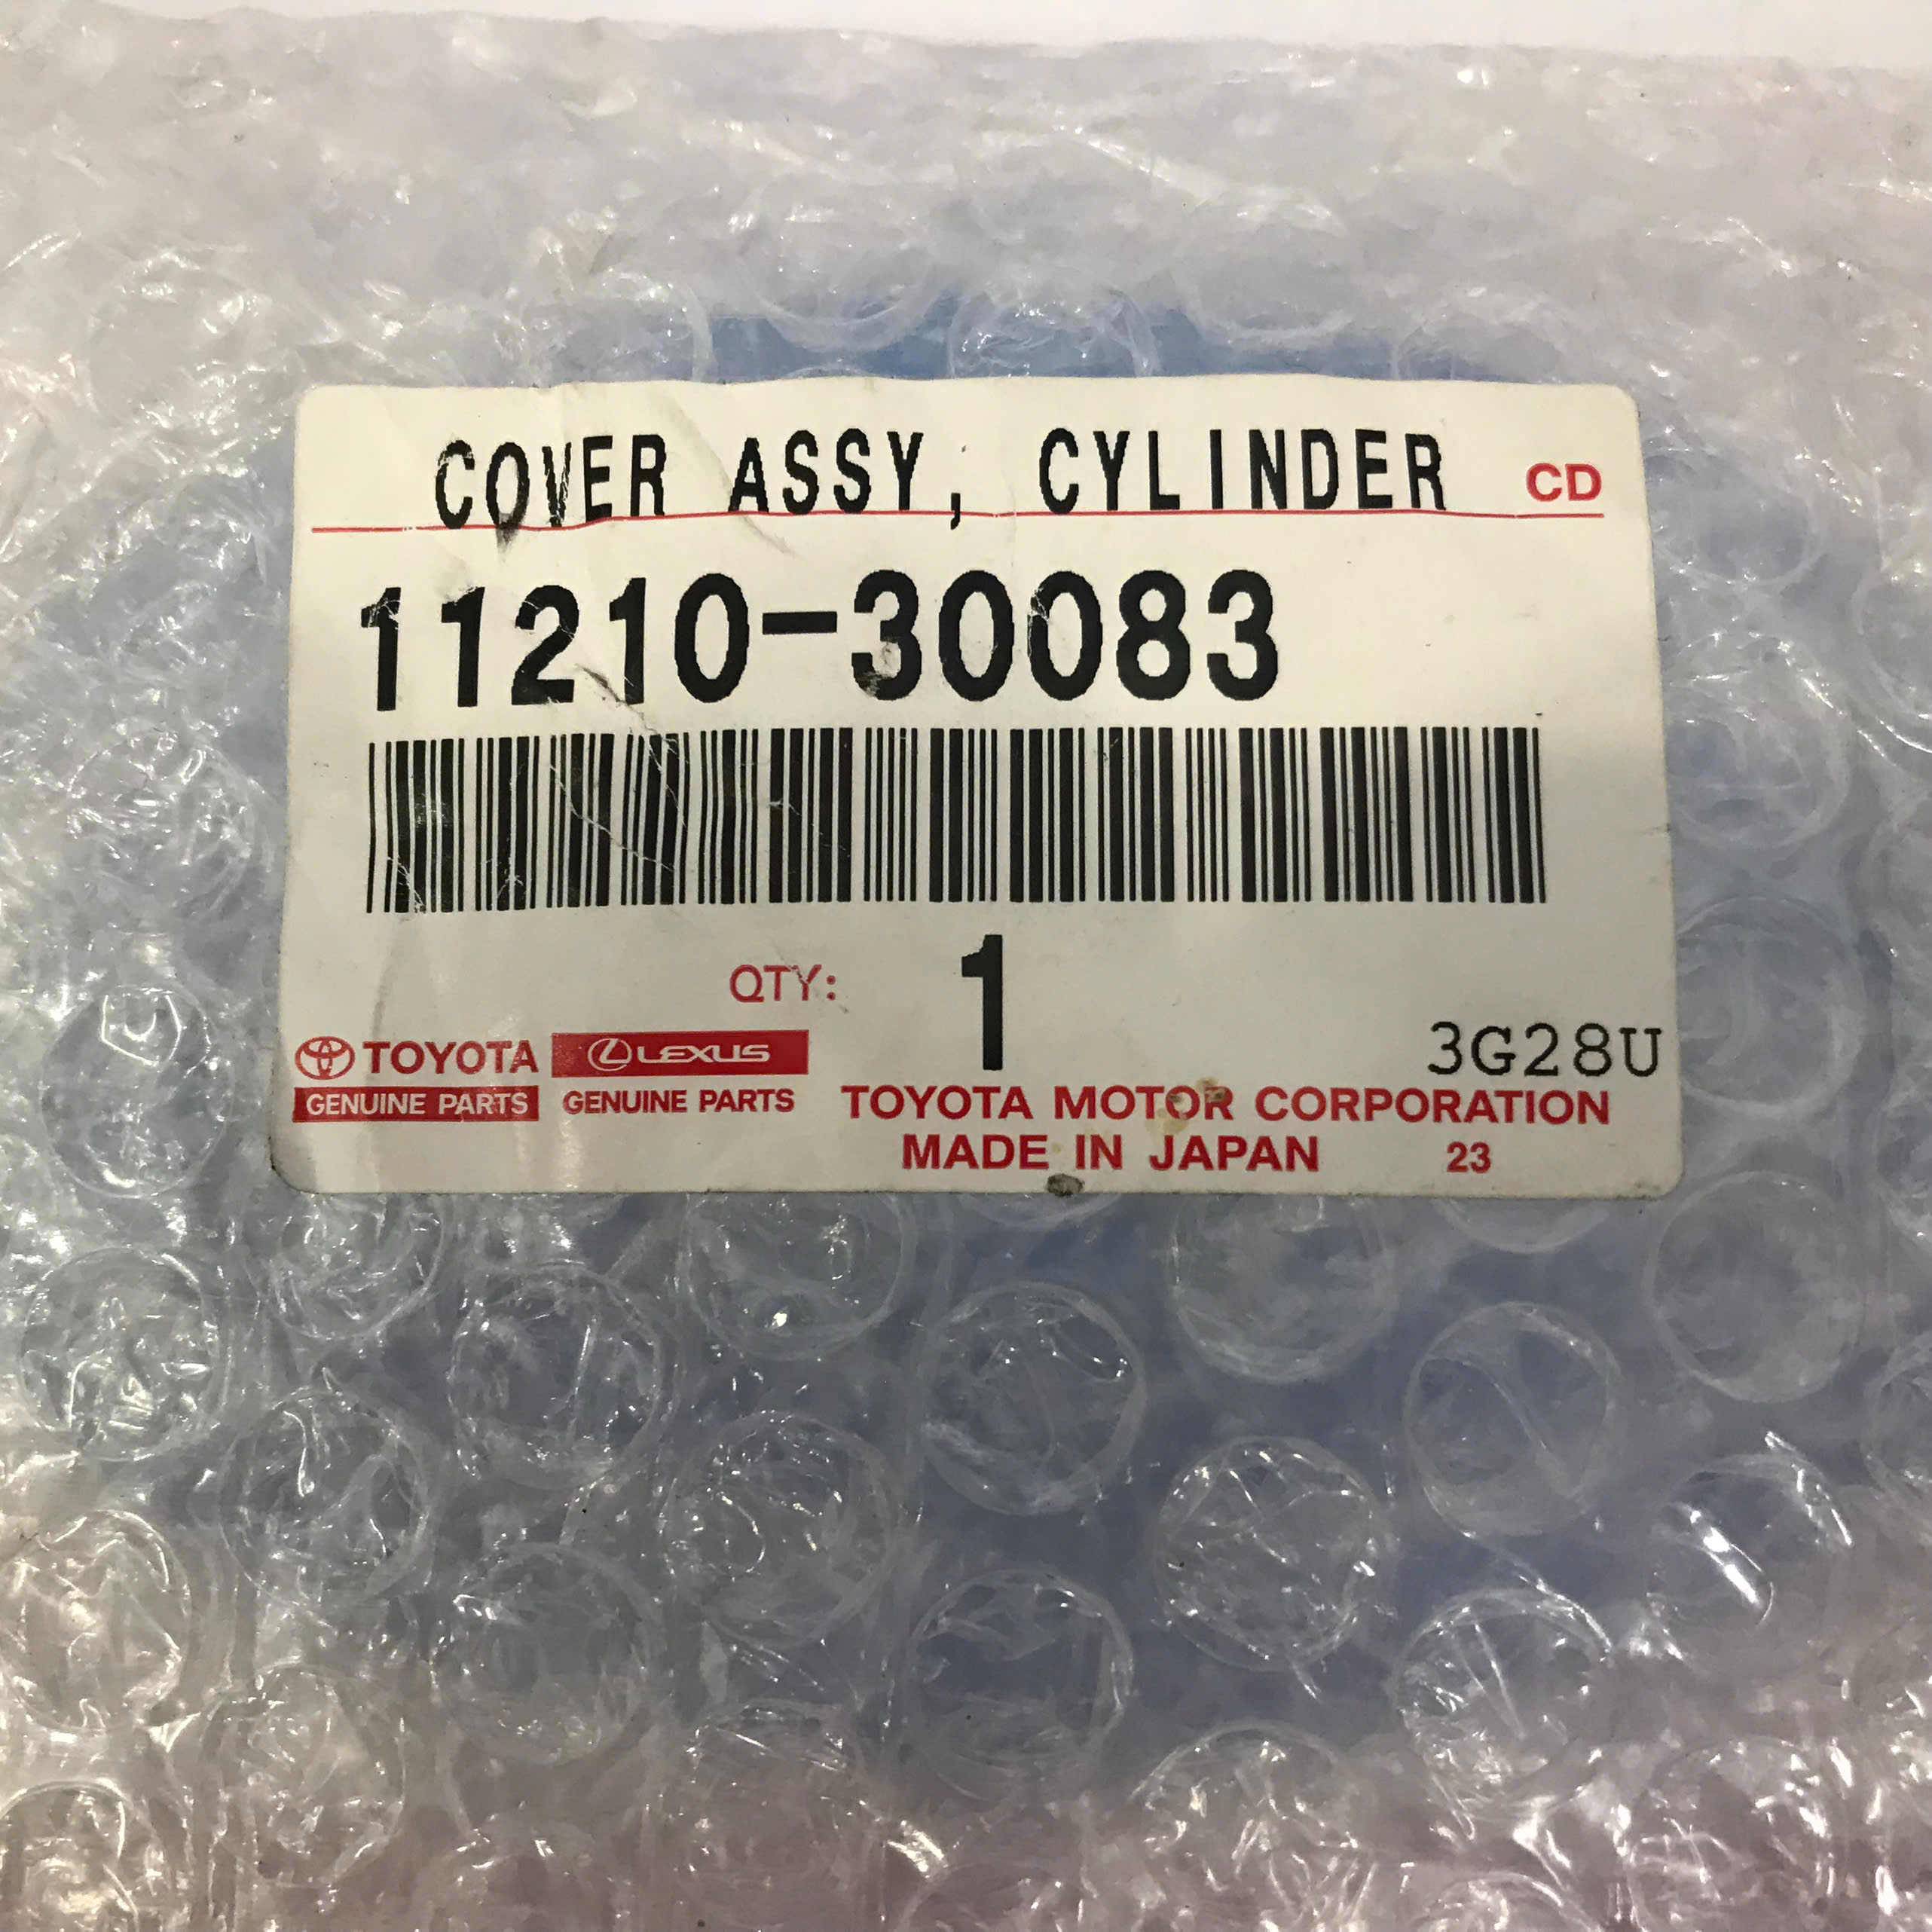 COVER ASSY, CYLINDER CD
11210-30083
QTY: 1
3G28U
TOYOTA LEXUS
GENUINE PARTS GENUINE PARTS
TOYOTA MOTOR CORPORATION
MADE IN JAPAN 23